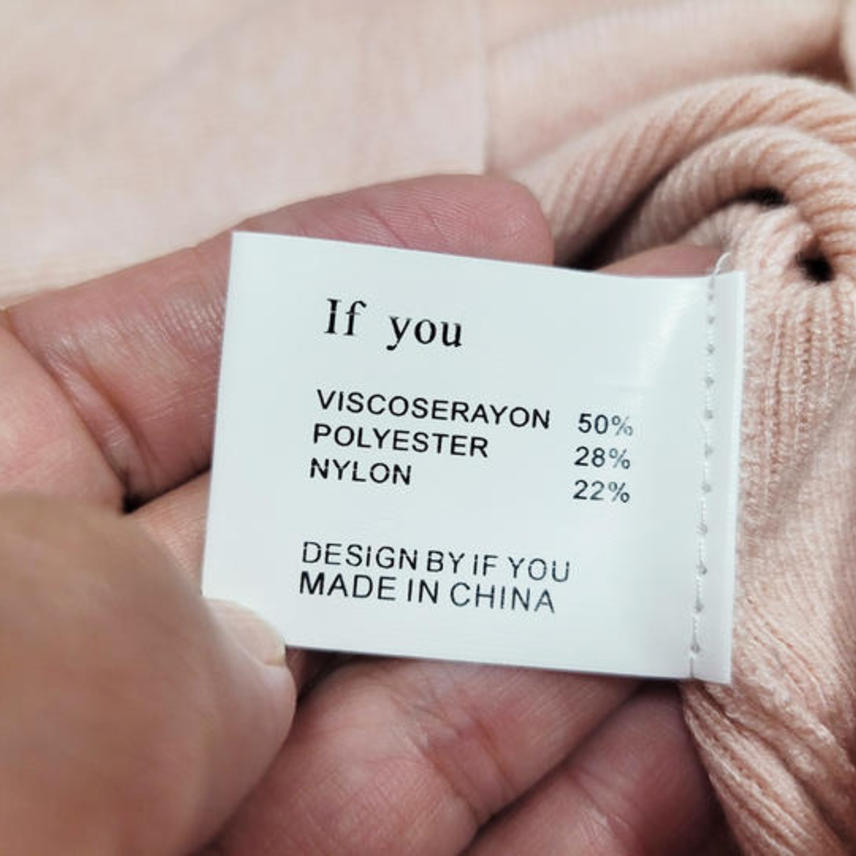 If you
VISCOSERAYON 50%
POLYESTER 28%
NYLON 22%
DESIGN BY IF YOU
MADE IN CHINA